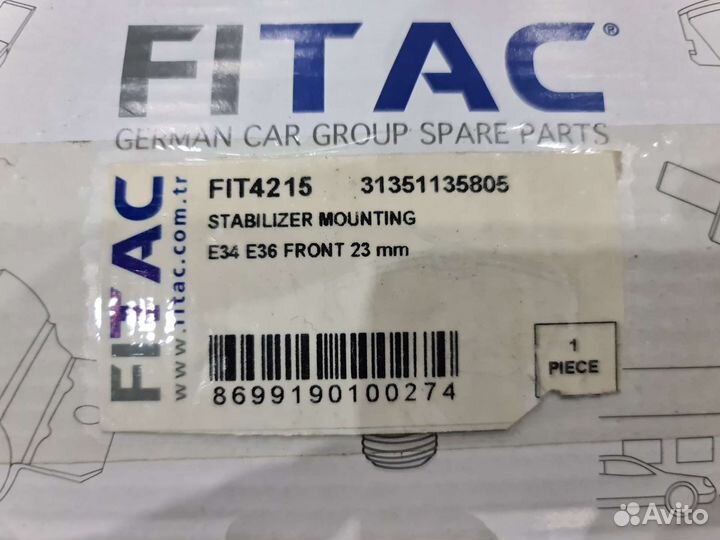 FITAC®
GERMAN CAR GROUP SPARE PARTS
FITAC
www.fitac.com.tr
FIT4215 31351135805
STABILIZER MOUNTING
E34 E36 FRONT 23 mm
8699190100274
1
PIECE
Avito